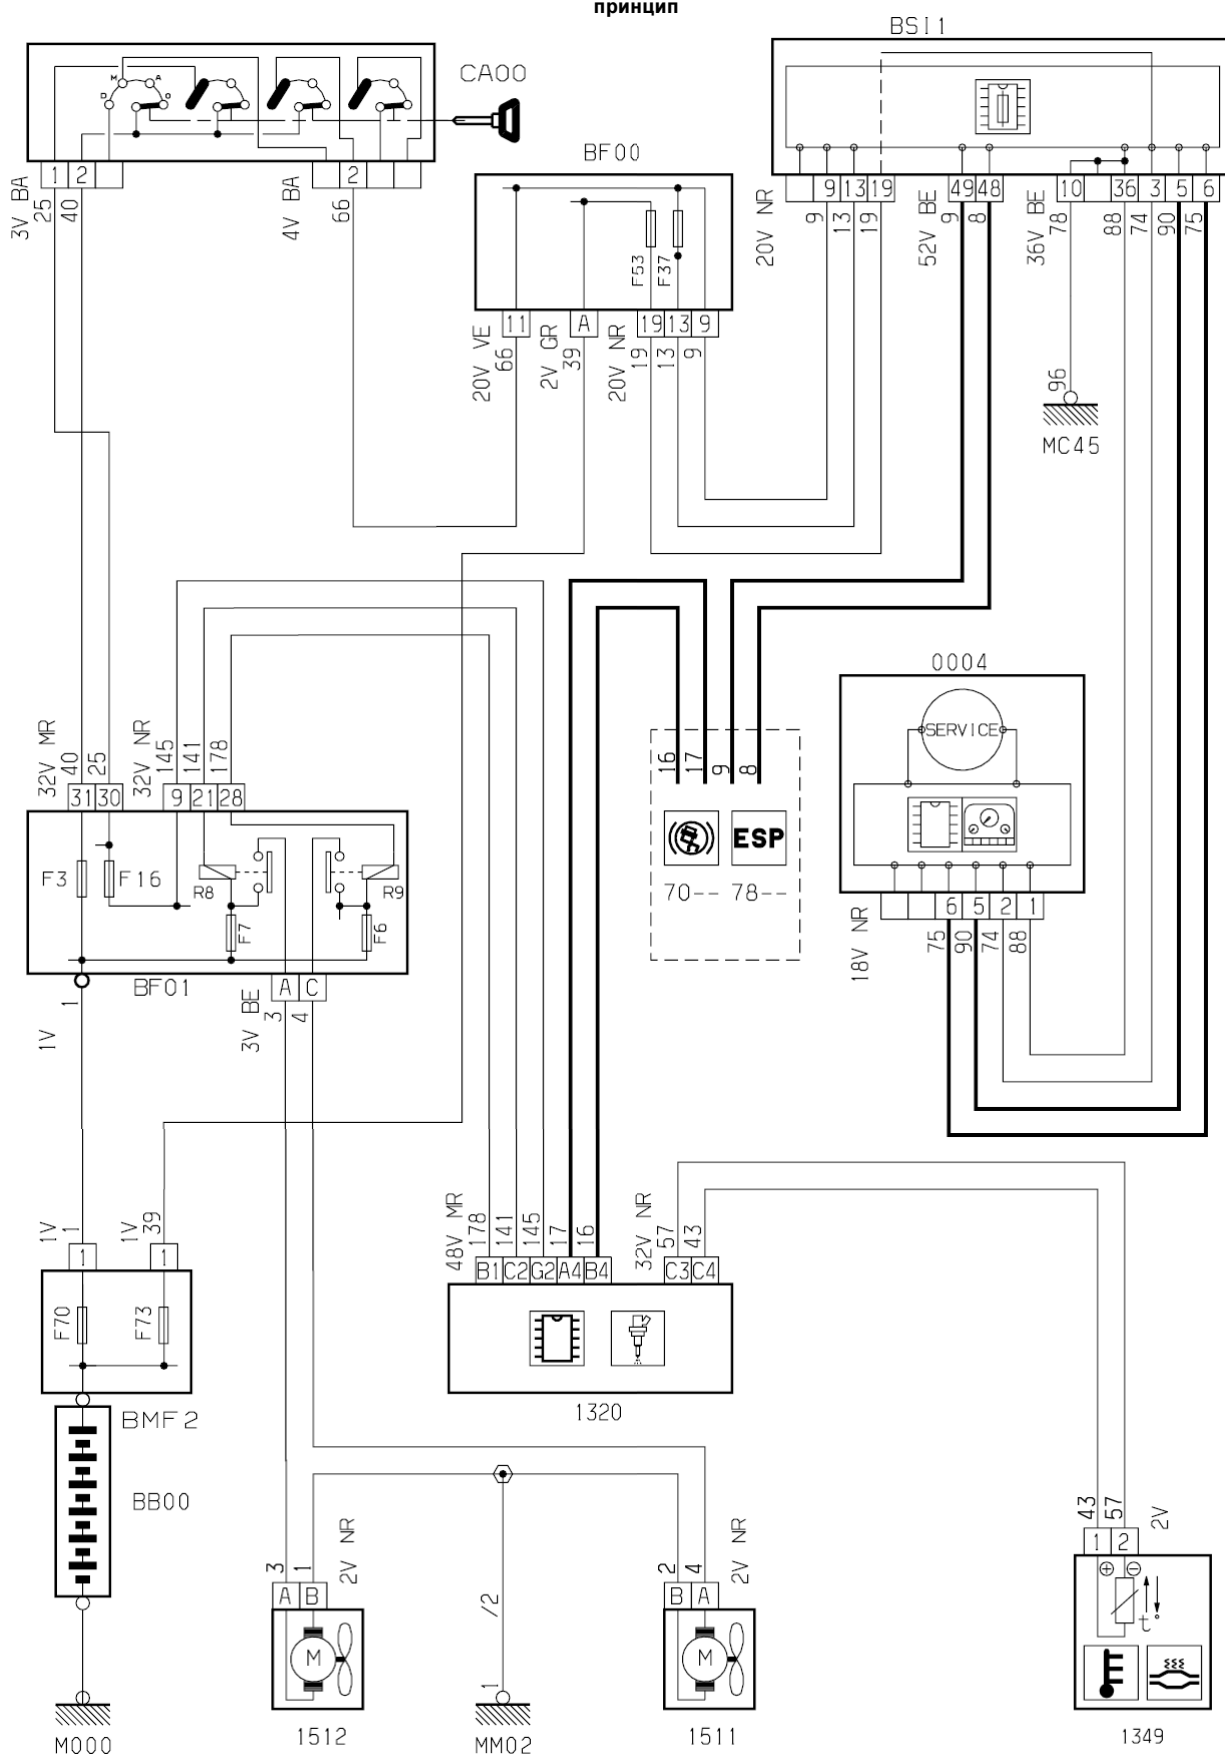 принцип
BSI1
CA00
M A
D O
BF00
1 2 2
3V BA 25 40
4V BA 66
9 13 19 49 48 10 36 3 5 6
20V NR 9 13 19
52V BE 9 8
36V BE 78 88 74 90 75
F53 F37
11 A 19 13 9
20V VE 66
2V GR 39
20V NR 19 13 9
96
MC45
0004
SERVICE
32V MR 40 25
32V NR 145 141 178
31 30 9 21 28
16 17 9 8
ESP
70-- 78--
F3 F16 R8 F7 R9 F6
6 5 2 1
18V NR 75 90 74 88
BF01
A C
1V 1
3V BE 3 4
1V 1
1V 39
1 1
F70 F73
48V MR 178 141 145 17 16
32V NR 57 43
B1 C2 G2 A4 B4 C3 C4
1320
BMF2
BB00
43 57 2V
1 2
+ −
t°
3 1 2V NR
A B
M
1512
/2
1
MM02
2 4 2V NR
B A
M
1511
1349
M000